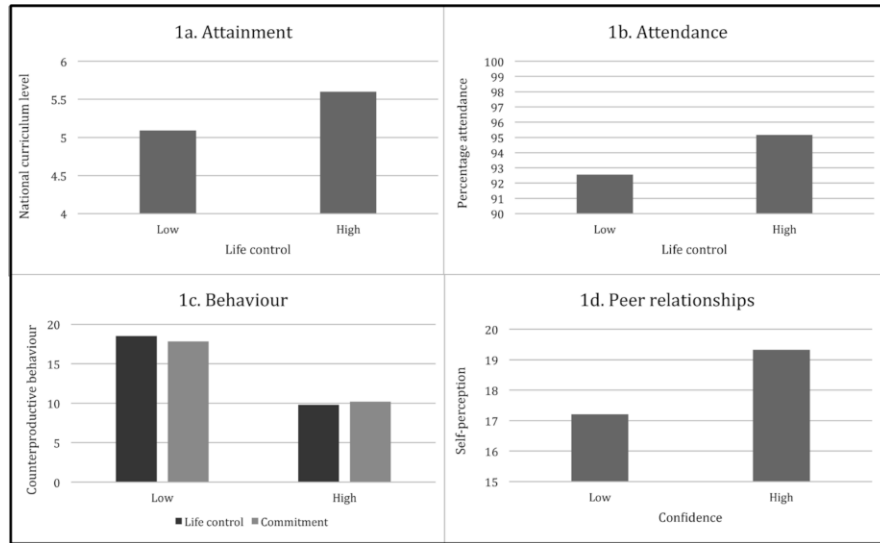 1a. Attainment
National curriculum level
6
5.5
5
4.5
4
Low
High
Life control
1b. Attendance
Percentage attendance
100
99
98
97
96
95
94
93
92
91
90
Low
High
Life control
1c. Behaviour
Counterproductive behaviour
20
15
10
5
0
Low
High
Life control
Commitment
1d. Peer relationships
Self-perception
20
19
18
17
16
15
Low
High
Confidence